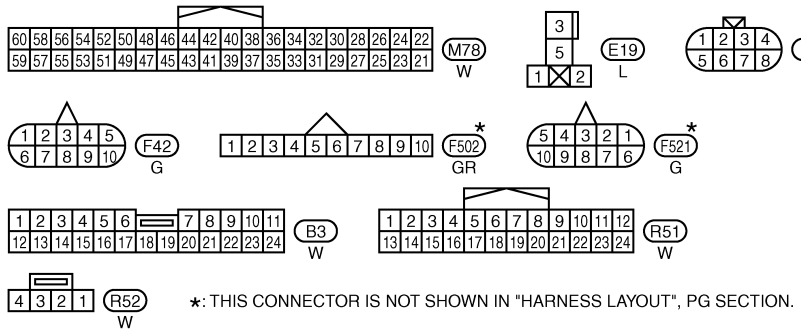 60 58 56 54 52 50 48 46 44 42 40 38 36 34 32 30 28 26 24 22
59 57 55 53 51 49 47 45 43 41 39 37 35 33 31 29 27 25 23 21
M78
W
3
5
1 2
E19
L
1 2 3 4
5 6 7 8
1 2 3 4 5
6 7 8 9 10
F42
G
1 2 3 4 5 6 7 8 9 10
*
F502
GR
5 4 3 2 1
10 9 8 7 6
*
F521
G
1 2 3 4 5 6 7 8 9 10 11
12 13 14 15 16 17 18 19 20 21 22 23 24
B3
W
1 2 3 4 5 6 7 8 9 10 11 12
13 14 15 16 17 18 19 20 21 22 23 24
R51
W
4 3 2 1
R52
W
*: THIS CONNECTOR IS NOT SHOWN IN "HARNESS LAYOUT", PG SECTION.